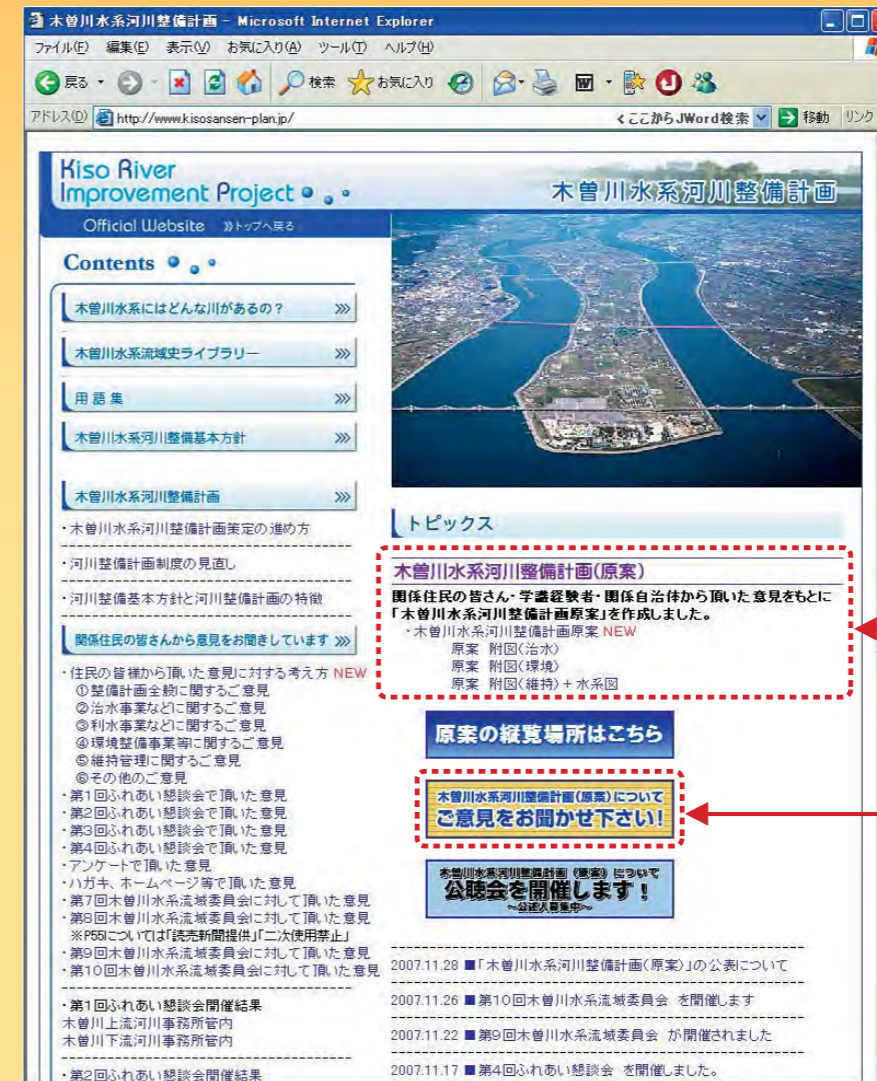 木曽川水系河川整備計画 - Microsoft Internet Explorer
ファイル(F) 編集(E) 表示(V) お気に入り(A) ツール(T) ヘルプ(H)
戻る 検索 お気に入り
アドレス(D) http://www.kisosansen-plan.jp/ <ここからJWord検索 移動 リンク
Kiso River
Improvement Project
木曽川水系河川整備計画
Official Website »トップへ戻る
Contents
木曽川水系にはどんな川があるの? »»
木曽川水系流域史ライブラリー »»
用語集 »»
木曽川水系河川整備基本方針 »»
木曽川水系河川整備計画 »»
・木曽川水系河川整備計画策定の進め方
・河川整備計画制度の見直し
・河川整備基本方針と河川整備計画の特徴
関係住民の皆さんから意見をお聞きしています »»
・住民の皆様から頂いた意見に対する考え方 NEW
①整備計画全般に関するご意見
②治水事業などに関するご意見
③利水事業などに関するご意見
④環境整備事業等に関するご意見
⑤維持管理に関するご意見
⑥その他のご意見
・第1回ふれあい懇談会で頂いた意見
・第2回ふれあい懇談会で頂いた意見
・第3回ふれあい懇談会で頂いた意見
・第4回ふれあい懇談会で頂いた意見
・アンケートで頂いた意見
・ハガキ、ホームページ等で頂いた意見
・第7回木曽川水系流域委員会に対して頂いた意見
・第8回木曽川水系流域委員会に対して頂いた意見
※P55については「読売新聞提供」「二次使用禁止」
・第9回木曽川水系流域委員会に対して頂いた意見
・第10回木曽川水系流域委員会に対して頂いた意見
・第1回ふれあい懇談会開催結果
木曽川上流河川事務所管内
木曽川下流河川事務所管内
・第2回ふれあい懇談会開催結果
トピックス
木曽川水系河川整備計画(原案)
関係住民の皆さん・学識経験者・関係自治体から頂いた意見をもとに
「木曽川水系河川整備計画原案」を作成しました。
・木曽川水系河川整備計画原案 NEW
原案 附図(治水)
原案 附図(環境)
原案 附図(維持)+水系図
原案の縦覧場所はこちら
木曽川水系河川整備計画(原案)について
ご意見をお聞かせ下さい!
木曽川水系河川整備計画(原案)について
公聴会を開催します!
~公述人募集中~
2007.11.28 ■「木曽川水系河川整備計画(原案)」の公表について
2007.11.26 ■第10回木曽川水系流域委員会 を開催します
2007.11.22 ■第9回木曽川水系流域委員会 が開催されました
2007.11.17 ■第4回ふれあい懇談会 を開催しました。